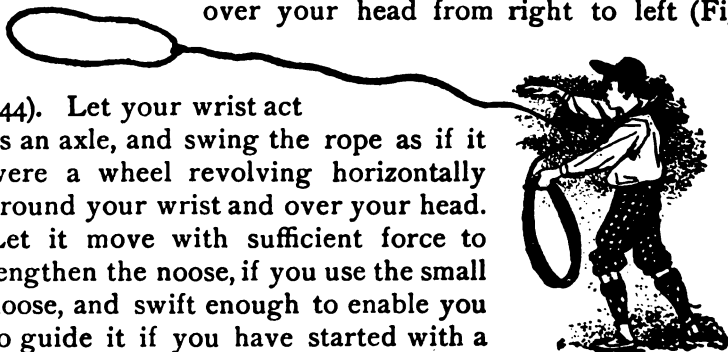 over your head from right to left (Fi
44). Let your wrist act
s an axle, and swing the rope as if it
were a wheel revolving horizontally
round your wrist and over your head.
Let it move with sufficient force to
engthen the noose, if you use the small
noose, and swift enough to enable you
o guide it if you have started with a